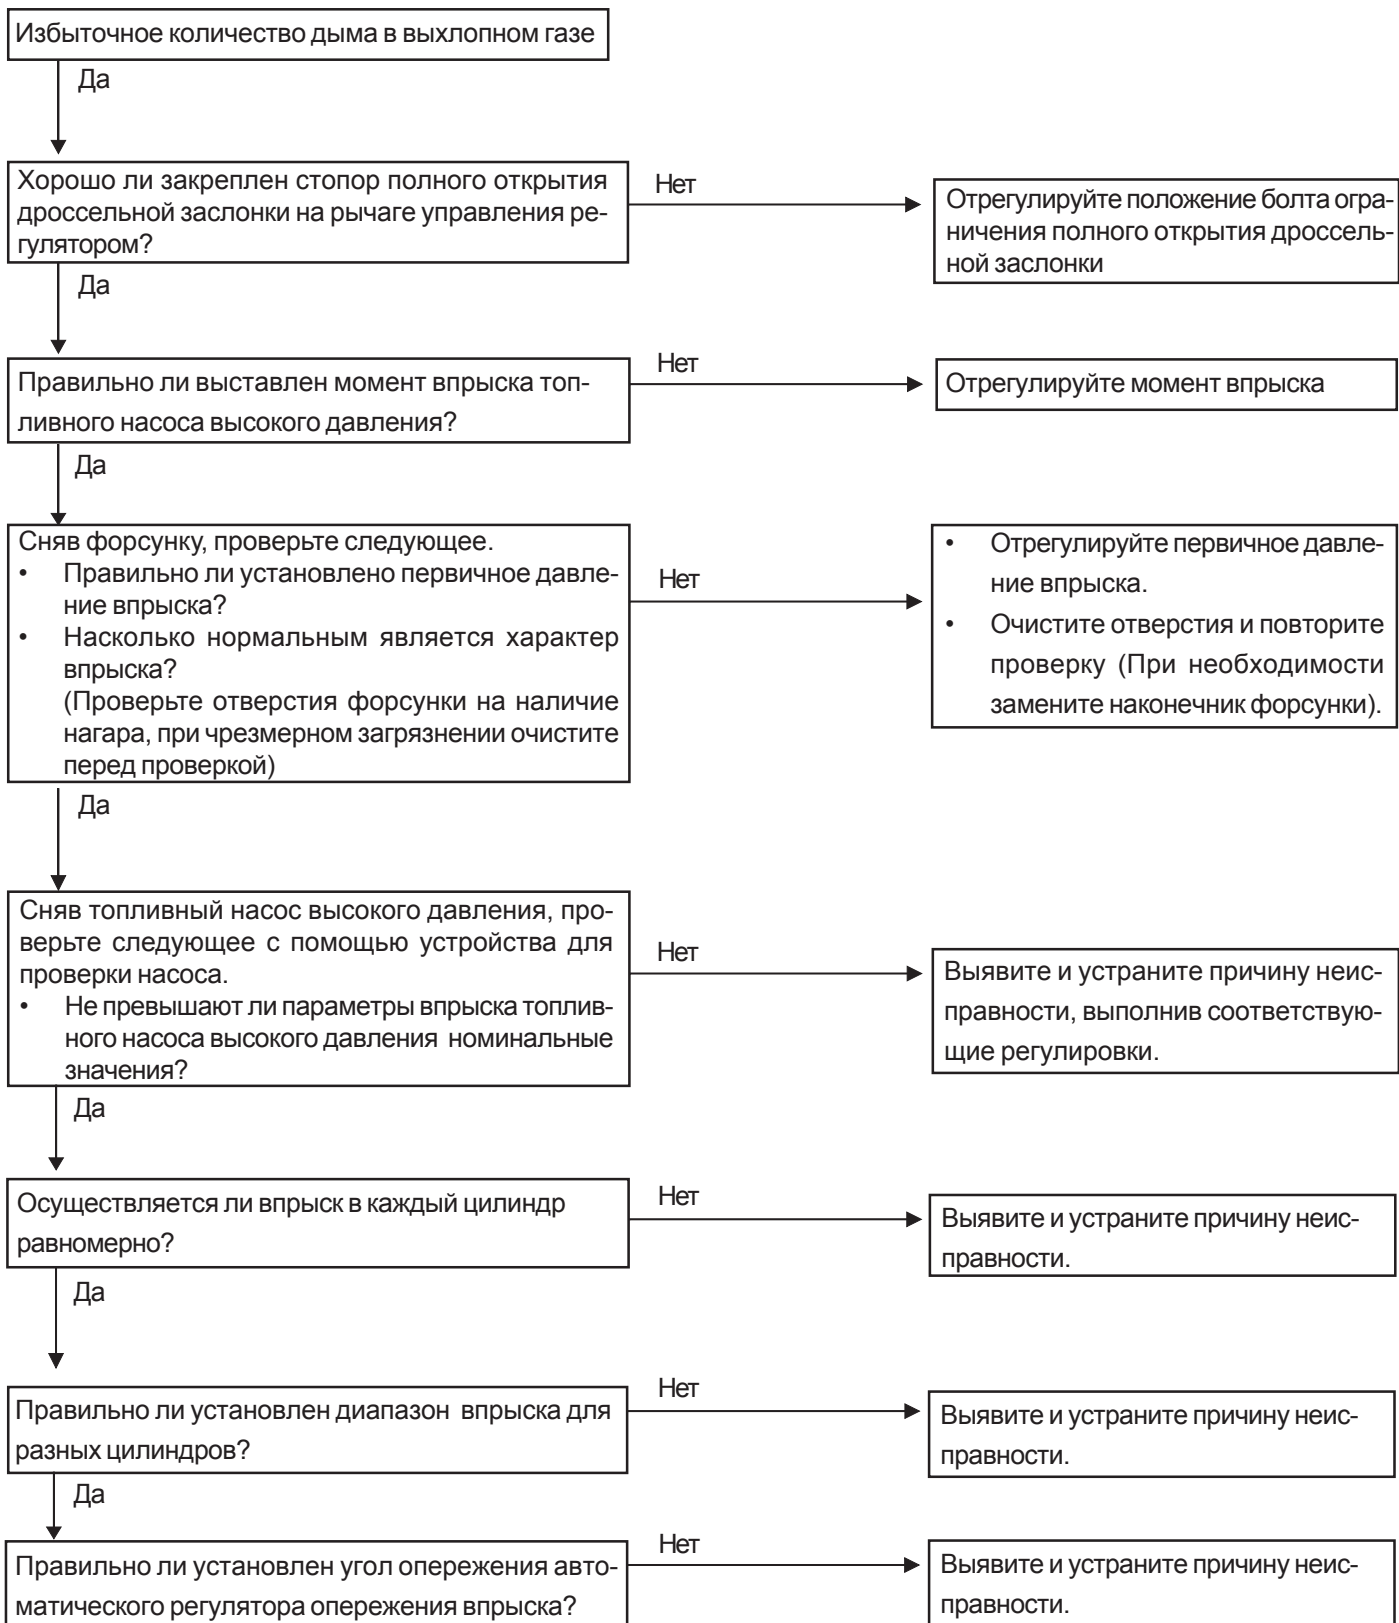 Избыточное количество дыма в выхлопном газе
Да
Хорошо ли закреплен стопор полного открытия
дроссельной заслонки на рычаге управления ре-
гулятором?
Нет
Отрегулируйте положение болта огра-
ничения полного открытия дроссель-
ной заслонки
Да
Правильно ли выставлен момент впрыска топ-
ливного насоса высокого давления?
Нет
Отрегулируйте момент впрыска
Да
Сняв форсунку, проверьте следующее.
• Правильно ли установлено первичное давле-
ние впрыска?
• Насколько нормальным является характер
впрыска?
(Проверьте отверстия форсунки на наличие
нагара, при чрезмерном загрязнении очистите
перед проверкой)
Нет
• Отрегулируйте первичное давле-
ние впрыска.
• Очистите отверстия и повторите
проверку (При необходимости
замените наконечник форсунки).
Да
Сняв топливный насос высокого давления, про-
верьте следующее с помощью устройства для
проверки насоса.
• Не превышают ли параметры впрыска топлив-
ного насоса высокого давления номинальные
значения?
Нет
Выявите и устраните причину неис-
правности, выполнив соответствую-
щие регулировки.
Да
Осуществляется ли впрыск в каждый цилиндр
равномерно?
Нет
Выявите и устраните причину неис-
правности.
Да
Правильно ли установлен диапазон впрыска для
разных цилиндров?
Нет
Выявите и устраните причину неис-
правности.
Да
Правильно ли установлен угол опережения авто-
матического регулятора опережения впрыска?
Нет
Выявите и устраните причину неис-
правности.